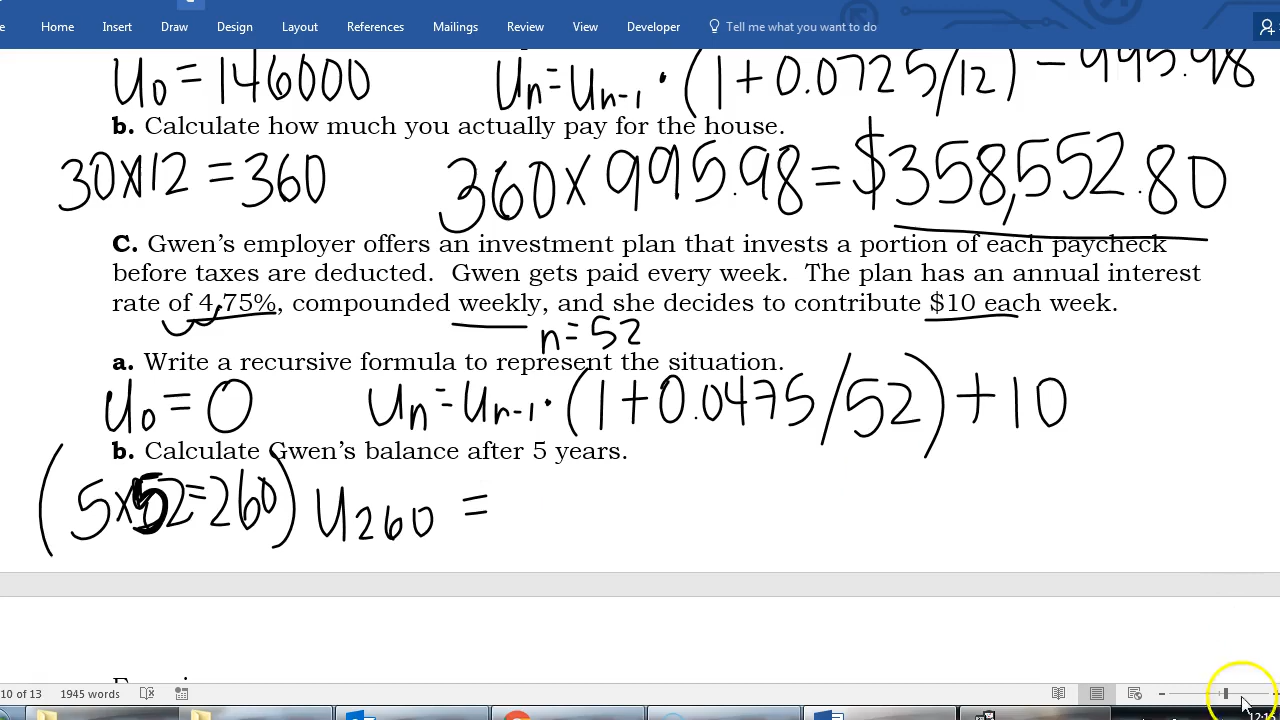 Home Insert Draw Layout References Mailings Review View Developer Tell me what you want to do
u0 = 146000 un = un-1 · (1 + 0.0725/12) - 995.98
b. Calculate how much you actually pay for the house.
30×12 = 360 360×995.98 = $358,552.80
C. Gwen's employer offers an investment plan that invests a portion of each paycheck
before taxes are deducted. Gwen gets paid every week. The plan has an annual interest
rate of 4.75%, compounded weekly, and she decides to contribute $10 each week.
n = 52
a. Write a recursive formula to represent the situation.
u0 = 0 un = un-1 · (1 + 0.0475/52) + 10
b. Calculate Gwen's balance after 5 years.
(5×52=260) u260 =
10 of 13 1945 words